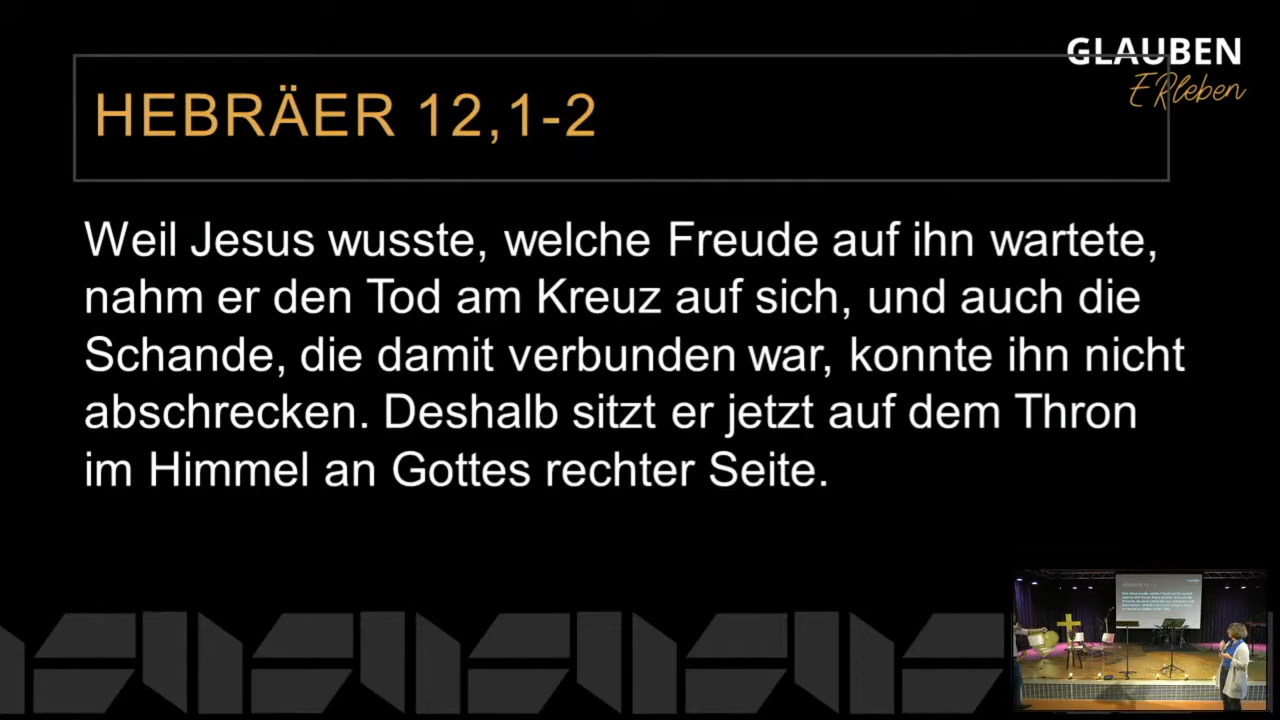 GLAUBEN
ERleben
HEBRÄER 12,1-2
Weil Jesus wusste, welche Freude auf ihn wartete,
nahm er den Tod am Kreuz auf sich, und auch die
Schande, die damit verbunden war, konnte ihn nicht
abschrecken. Deshalb sitzt er jetzt auf dem Thron
im Himmel an Gottes rechter Seite.